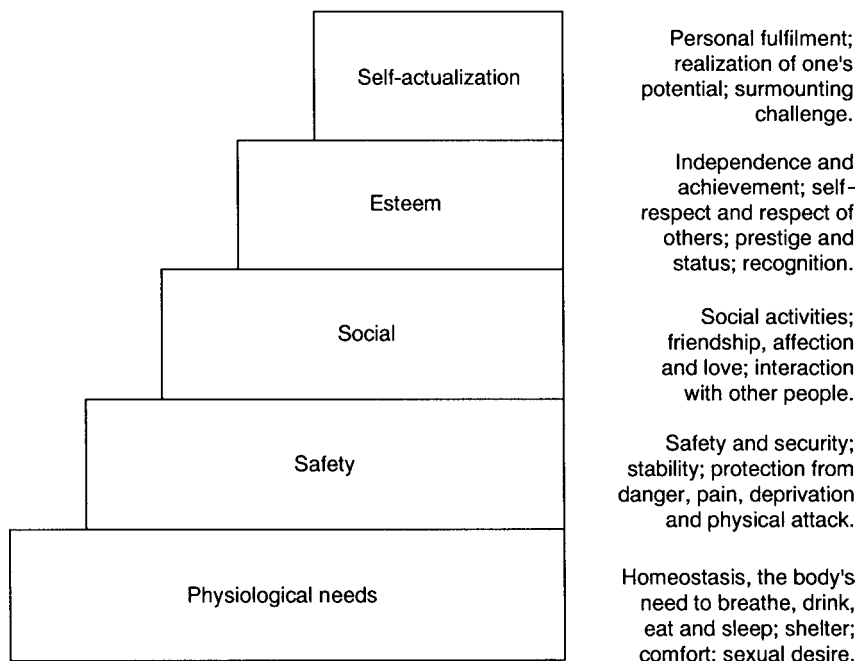 Self-actualization
Personal fulfilment;
realization of one's
potential; surmounting
challenge.
Esteem
Independence and
achievement; self-
respect and respect of
others; prestige and
status; recognition.
Social
Social activities;
friendship, affection
and love; interaction
with other people.
Safety
Safety and security;
stability; protection from
danger, pain, deprivation
and physical attack.
Physiological needs
Homeostasis, the body's
need to breathe, drink,
eat and sleep; shelter;
comfort; sexual desire.